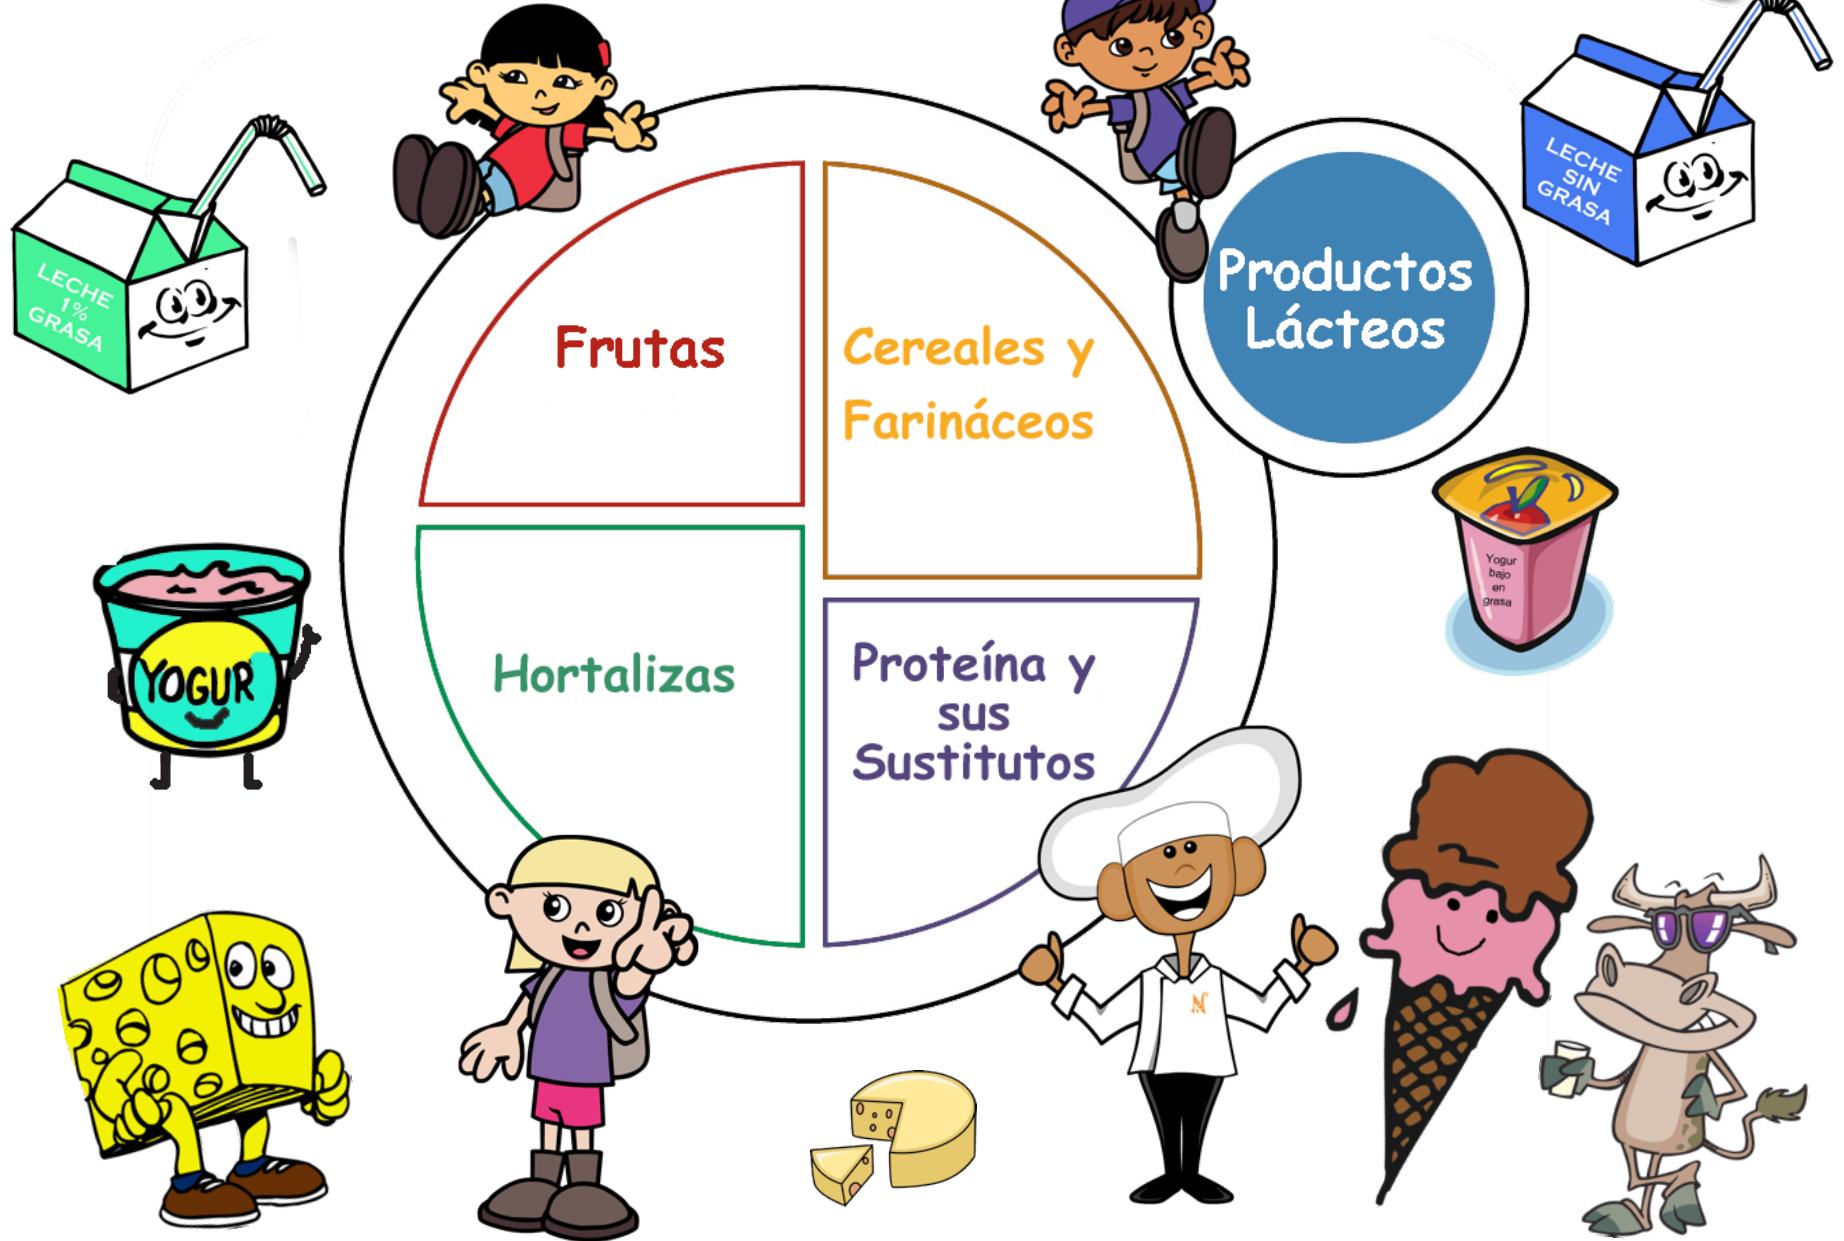 LECHE
1%
GRASA
LECHE
SIN
GRASA
Productos
Lácteos
Frutas
Cereales y
Farináceos
Hortalizas
Proteína y
sus
Sustitutos
YOGUR
Yogur
bajo
en
grasa
N